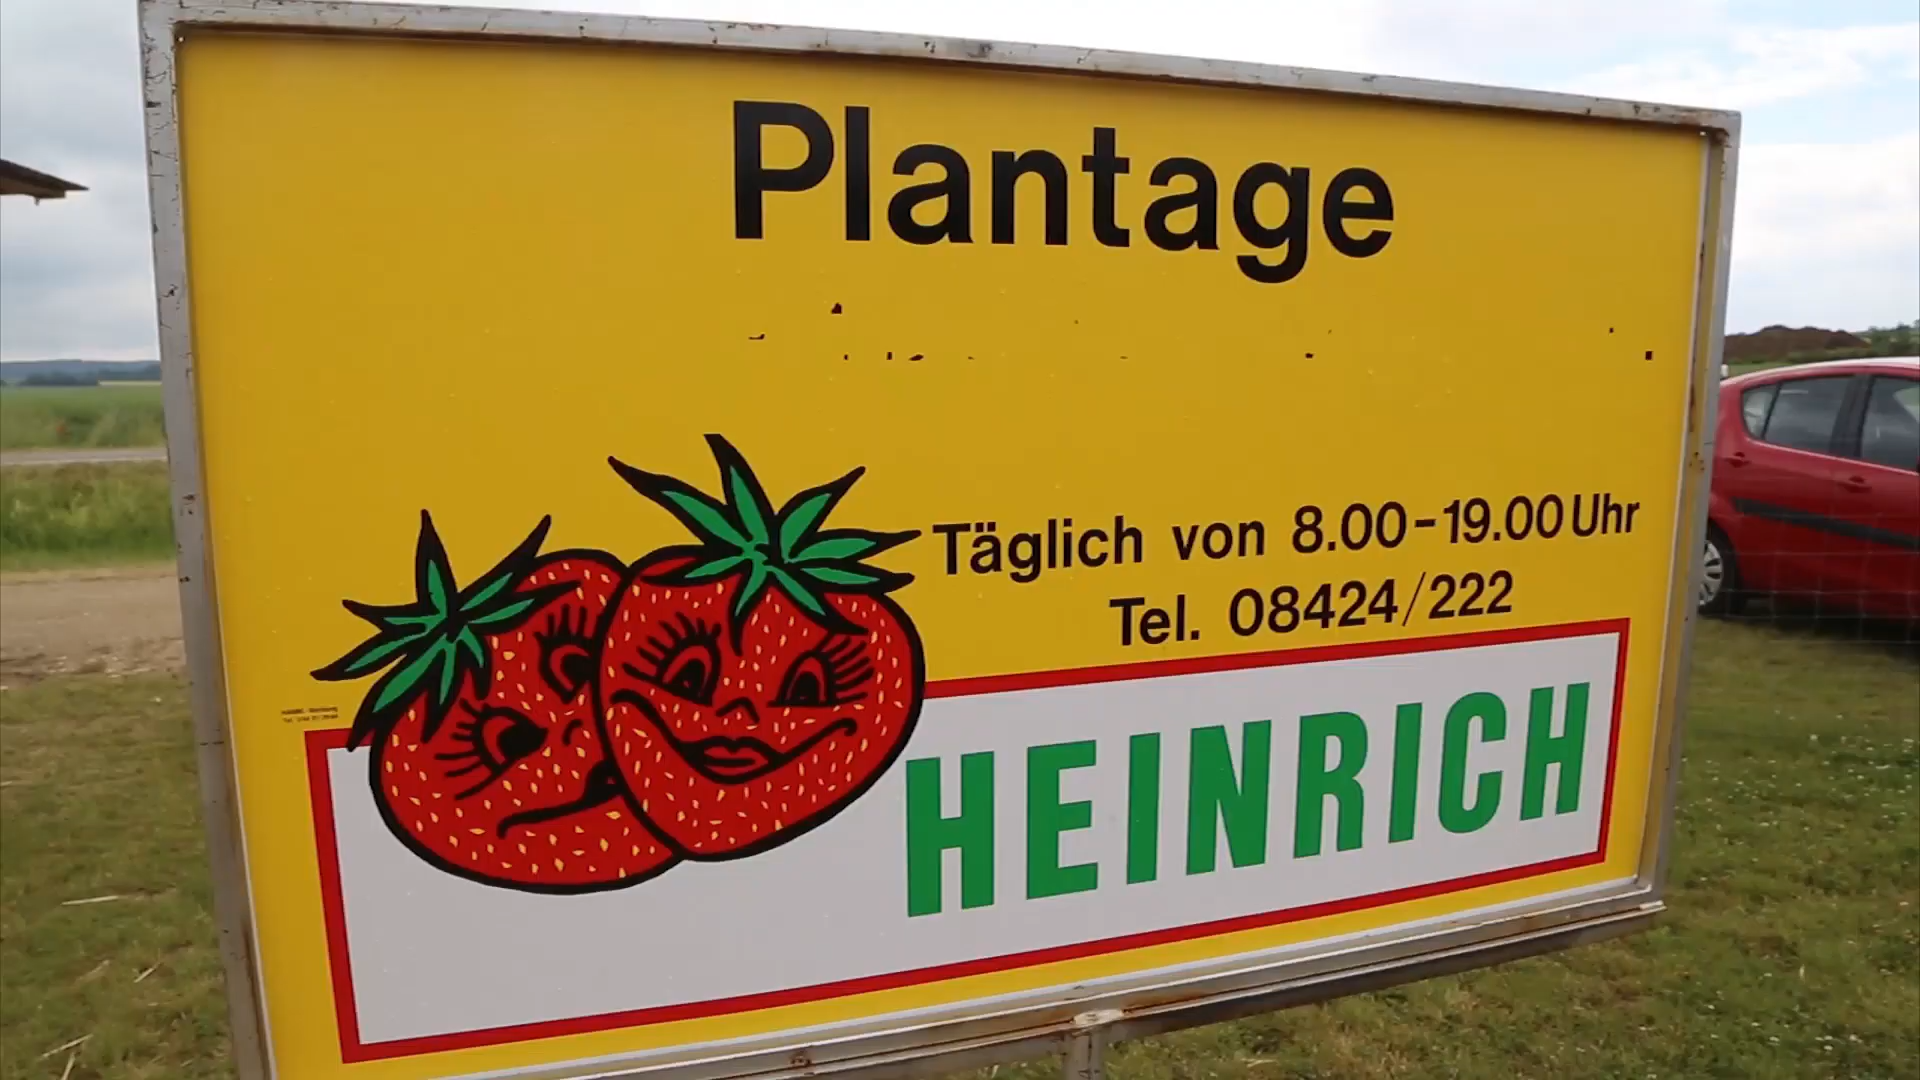 Plantage
Täglich von 8.00-19.00 Uhr
Tel. 08424/222
HEINRICH